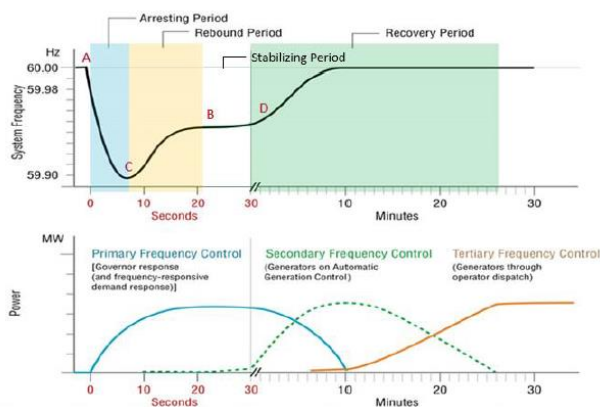 Arresting Period
Rebound Period
Recovery Period
Stabilizing Period
Hz
60.00
59.98
59.90
System Frequency
A
B
C
D
0 10 20 30 10 20 30
Seconds Minutes
MW
Power
Primary Frequency Control
[Governor response
(and frequency-responsive
demand response)]
Secondary Frequency Control
(Generators on Automatic
Generation Control)
Tertiary Frequency Control
(Generators through
operator dispatch)
0 10 20 30 10 20 30
Seconds Minutes